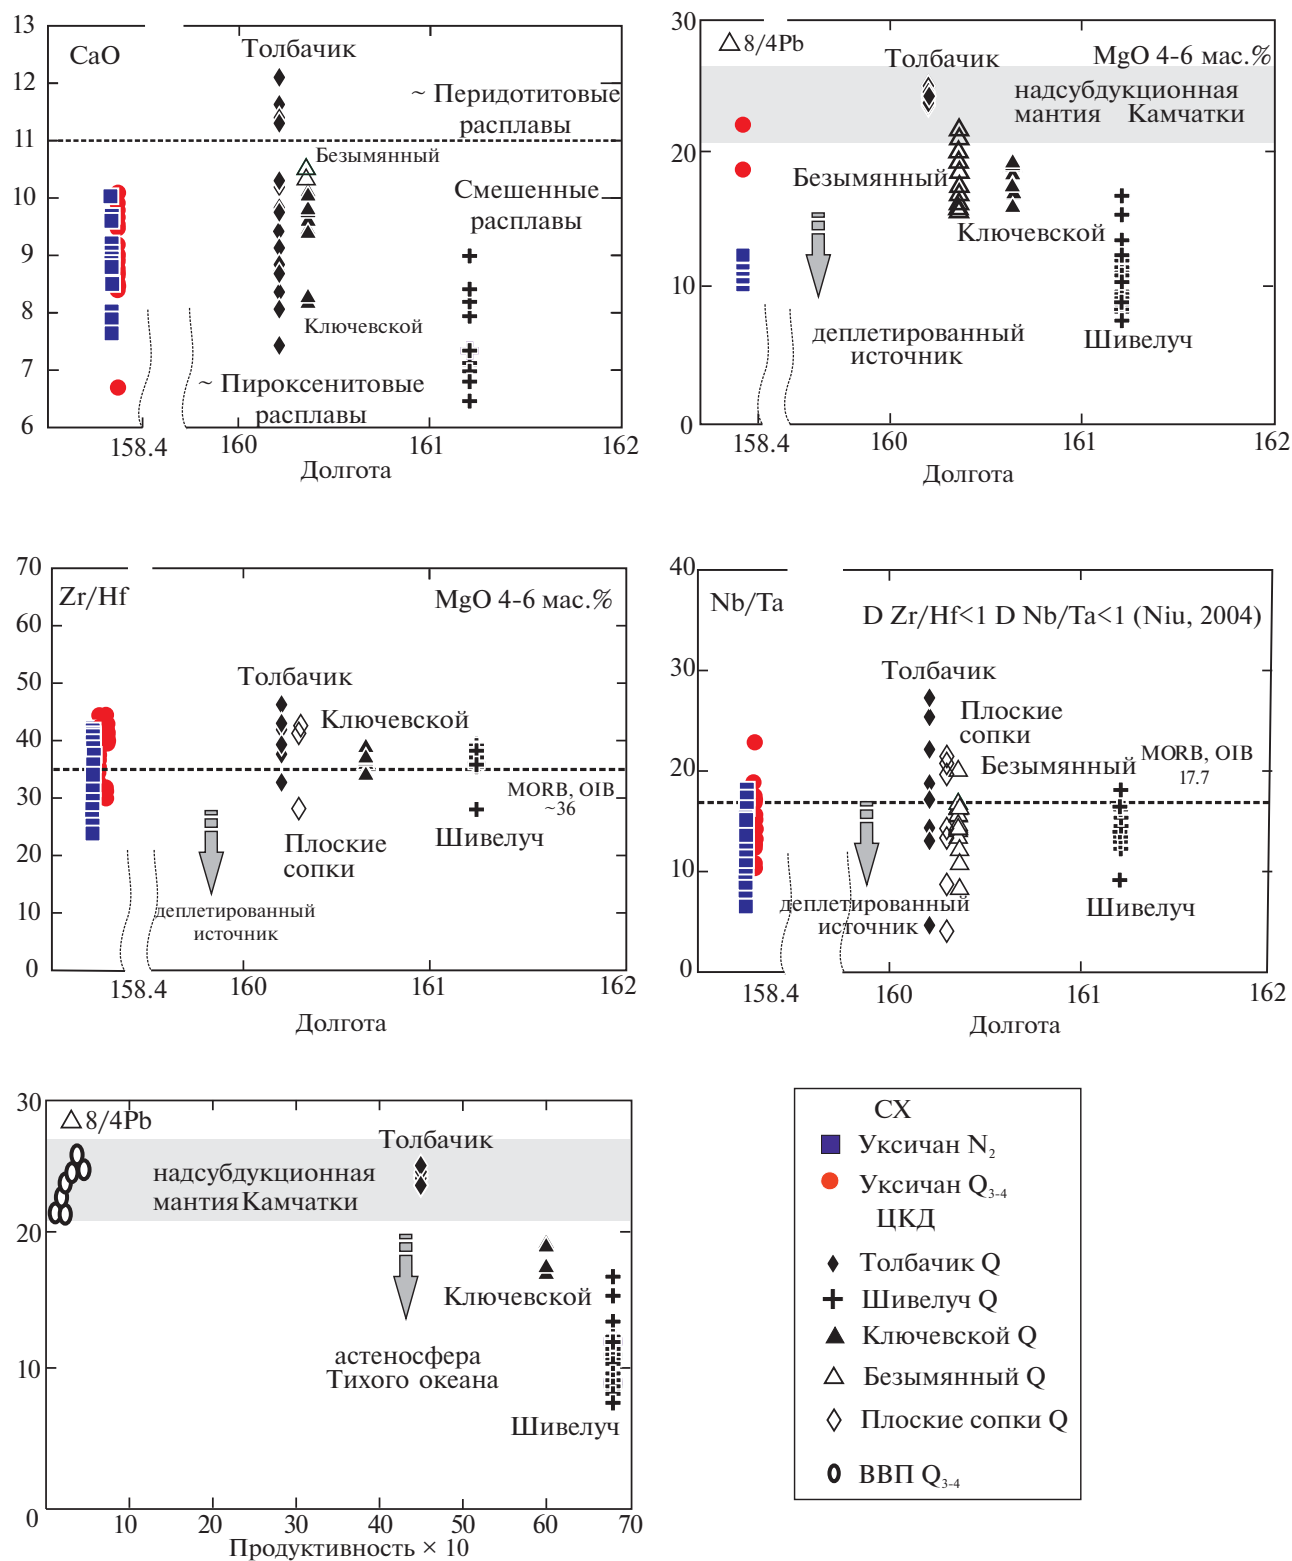 13
12
11
10
9
8
7
6
CaO
Толбачик
~ Перидотитовые
расплавы
Безымянный
Смешенные
расплавы
Ключевской
~ Пироксенитовые
расплавы
158.4
160
161
162
Долгота
30
20
10
0
△8/4Pb
MgO 4-6 мас.%
Толбачик
надсубдукционная
мантия Камчатки
Безымянный
Ключевской
деплетированный
источник
Шивелуч
158.4
160
161
162
Долгота
70
60
50
40
30
20
10
0
Zr/Hf
MgO 4-6 мас.%
Толбачик
Ключевской
MORB, OIB
~36
Плоские
сопки
Шивелуч
деплетированный
источник
158.4
160
161
162
Долгота
40
30
20
10
0
Nb/Ta
D Zr/Hf<1 D Nb/Ta<1 (Niu, 2004)
Толбачик
Плоские
сопки
Безымянный
MORB, OIB
17.7
деплетированный
источник
Шивелуч
158.4
160
161
162
Долгота
30
20
10
0
△8/4Pb
Толбачик
надсубдукционная
мантия Камчатки
Ключевской
астеносфера
Тихого океана
Шивелуч
10
20
30
40
50
60
70
Продуктивность × 10
СХ
Уксичан N₂
Уксичан Q₃₋₄
ЦКД
Толбачик Q
Шивелуч Q
Ключевской Q
Безымянный Q
Плоские сопки Q
ВВП Q₃₋₄